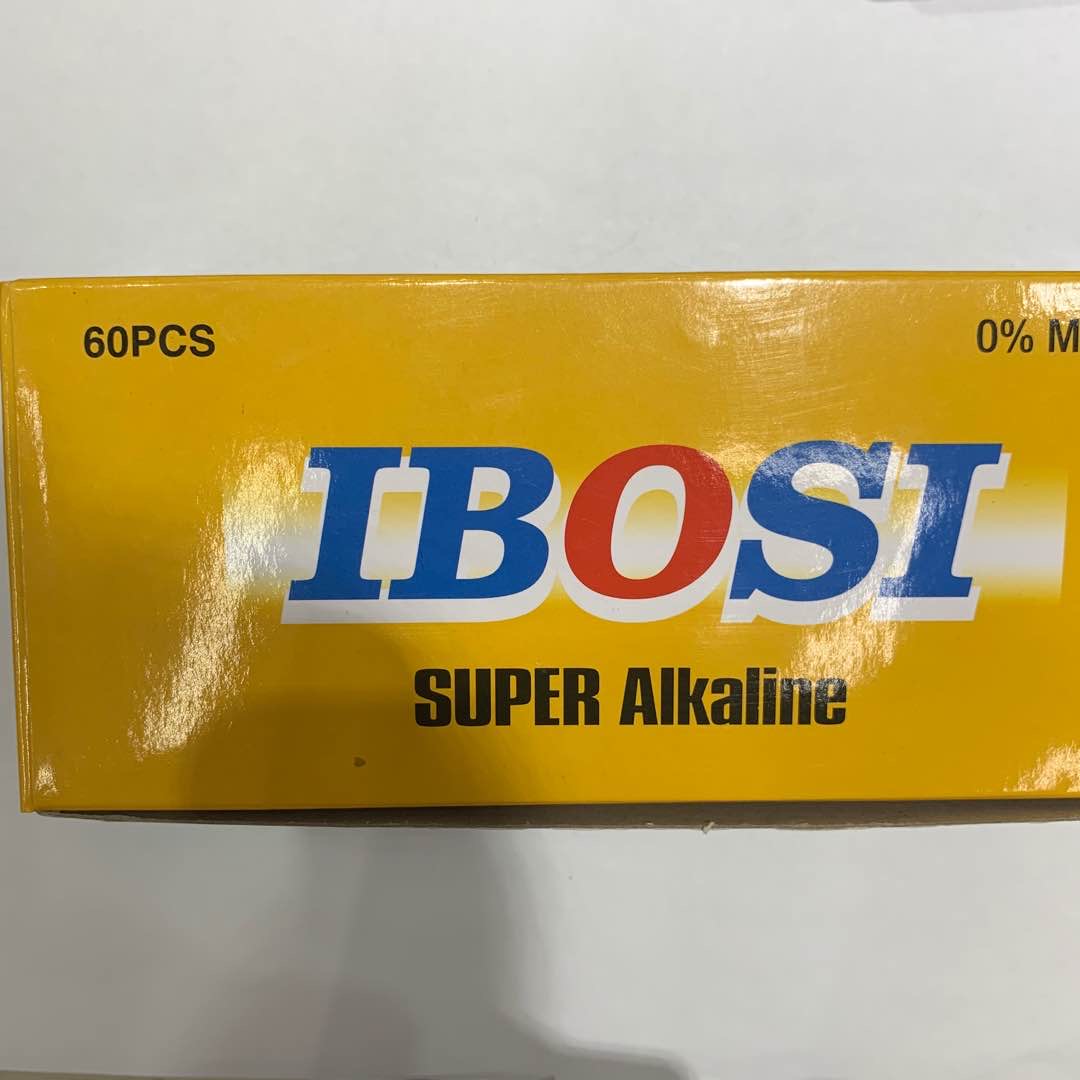 60PCS
0% M
IBOSI
SUPER Alkaline